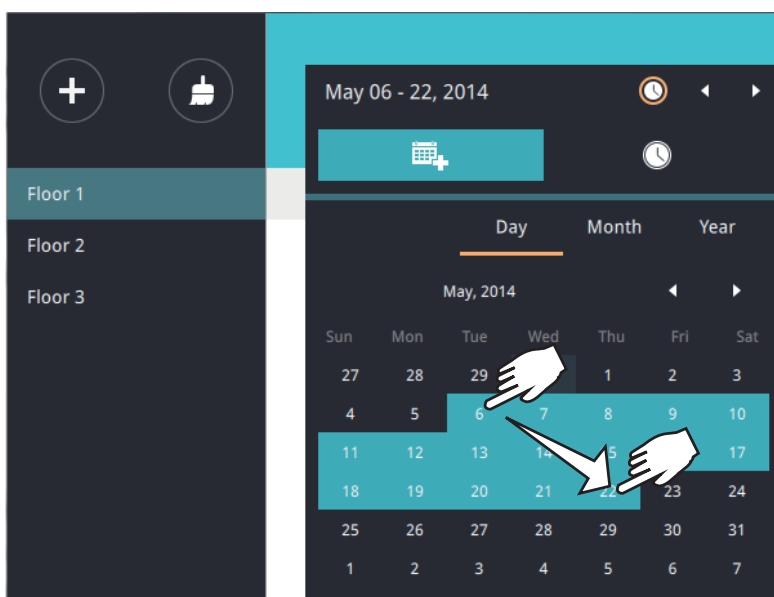 May 06 - 22, 2014
Floor 1
Floor 2
Floor 3
Day Month Year
May, 2014
Sun Mon Tue Wed Thu Fri Sat
27 28 29 1 2 3
4 5 6 7 8 9 10
11 12 13 14 15 17
18 19 20 21 22 23 24
25 26 27 28 29 30 31
1 2 3 4 5 6 7